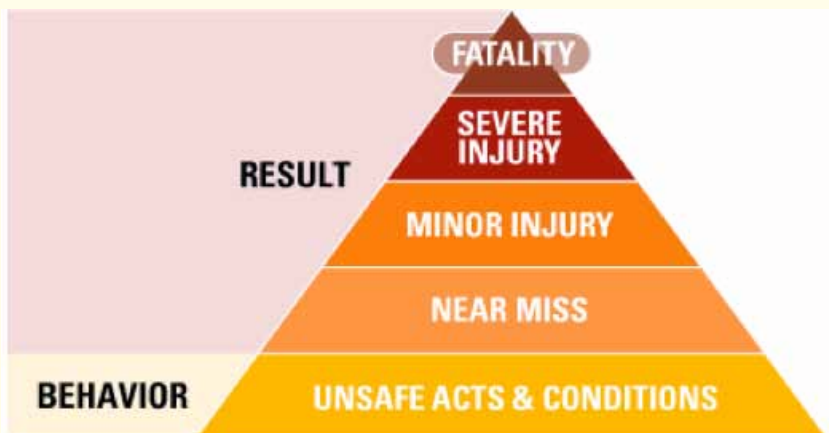 FATALITY
SEVERE
INJURY
RESULT
MINOR INJURY
NEAR MISS
BEHAVIOR
UNSAFE ACTS & CONDITIONS